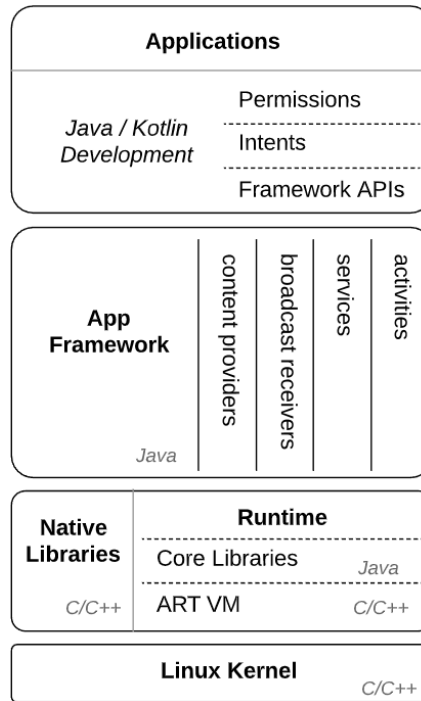 Applications
Java / Kotlin
Development
Permissions
Intents
Framework APIs
App
Framework
Java
content providers
broadcast receivers
services
activities
Native
Libraries
C/C++
Runtime
Core Libraries
Java
ART VM
C/C++
Linux Kernel
C/C++